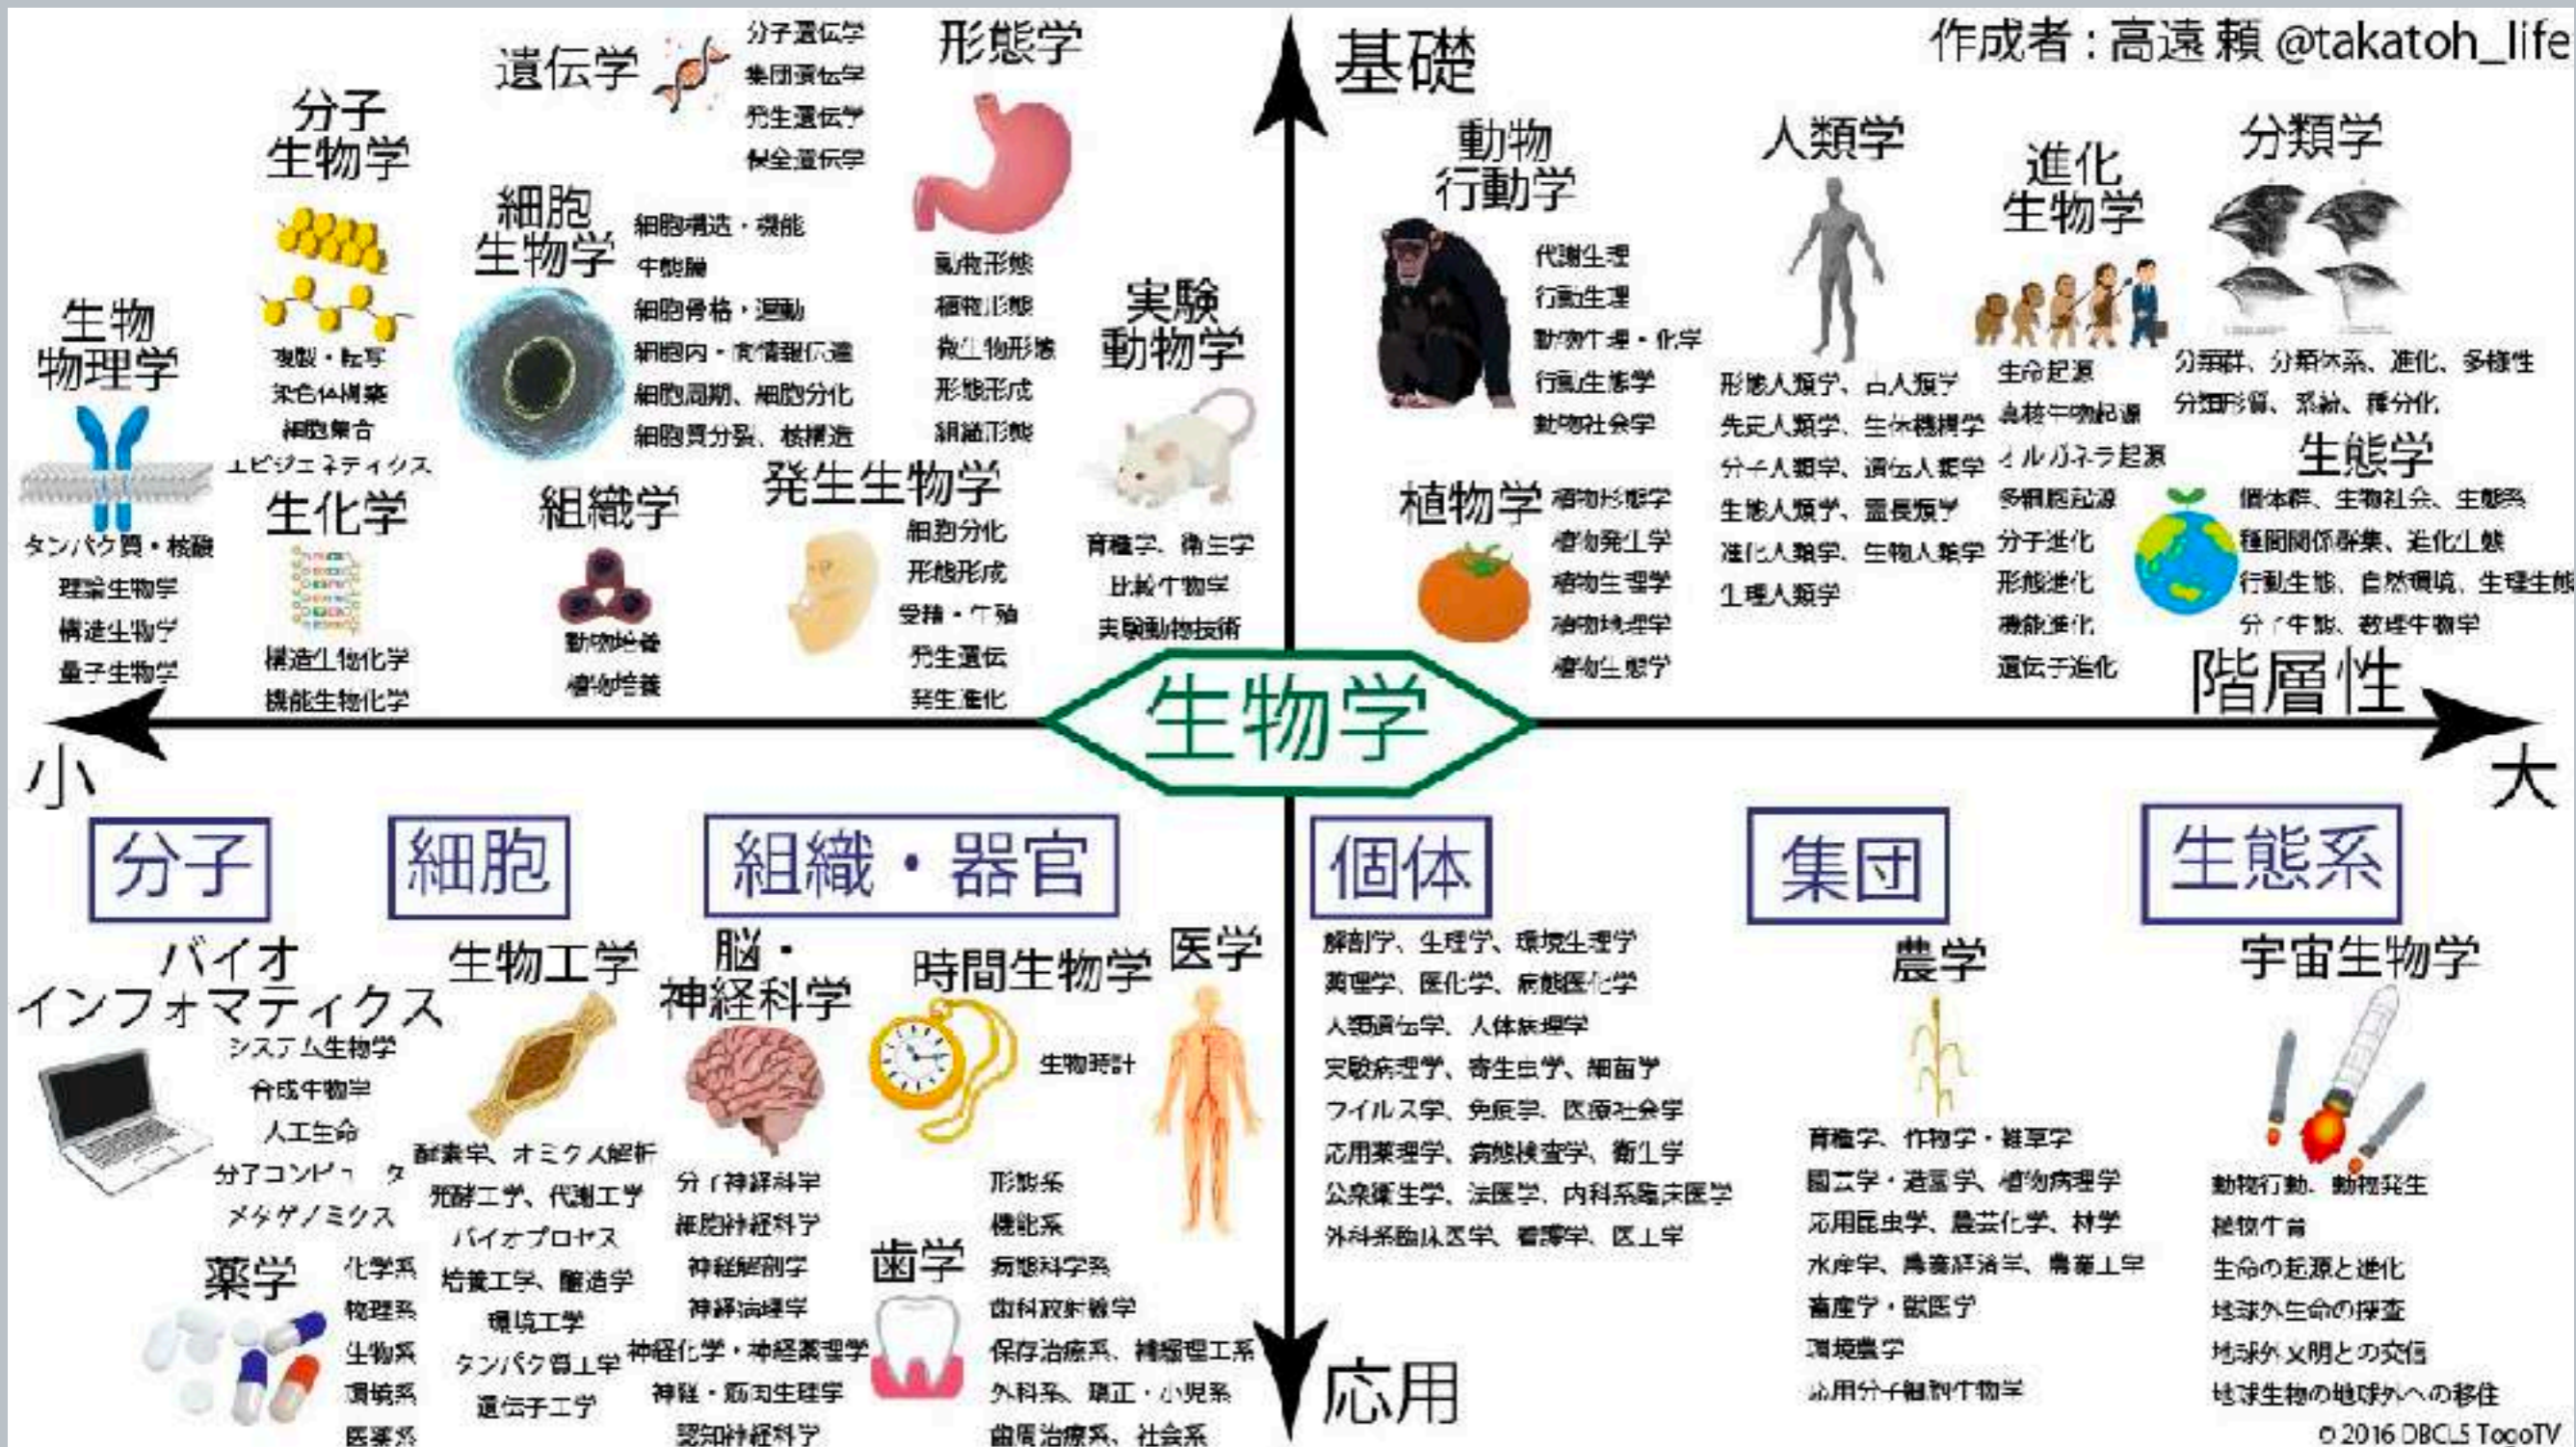 作成者 : 高遠 頼 @takatoh_life
基礎
遺伝学
分子遺伝学
集団遺伝学
発生遺伝学
保全遺伝学
形態学
動物形態
植物形態
微生物形態
形態形成
組織形態
分子
生物学
複製・転写
染色体構築
細胞集合
エピジェネティクス
細胞
生物学
細胞構造・機能
生体膜
細胞骨格・運動
細胞内・間情報伝達
細胞周期、細胞分化
細胞質分裂、核構造
生物
物理学
タンパク質・核酸
理論生物学
構造生物学
量子生物学
生化学
構造生物化学
機能生物化学
組織学
動物培養
植物培養
発生生物学
細胞分化
形態形成
受精・生殖
発生遺伝
発生進化
実験
動物学
育種学、衛生学
比較生物学
実験動物技術
動物
行動学
代謝生理
行動生理
動物生理・化学
行動生態学
動物社会学
植物学
植物形態学
植物発生学
植物生理学
植物地理学
植物生態学
人類学
形態人類学、古人類学
先史人類学、生体機構学
分子人類学、遺伝人類学
生態人類学、霊長類学
進化人類学、生物人類学
生理人類学
進化
生物学
生命起源
真核生物起源
オルガネラ起源
多細胞起源
分子進化
形態進化
機能進化
遺伝子進化
分類学
分類群、分類体系、進化、多様性
分類形質、系統、種分化
生態学
個体群、生物社会、生態系
種間関係群集、進化生態
行動生態、自然環境、生理生態
分子生態、数理生物学
階層性
生物学
小
大
分子
細胞
組織・器官
個体
集団
生態系
バイオ
インフォマティクス
システム生物学
合成生物学
人工生命
分子コンピュータ
メタゲノミクス
薬学
化学系
物理系
生物系
環境系
医薬系
生物工学
酵素学、オミクス解析
発酵工学、代謝工学
バイオプロセス
培養工学、醸造学
環境工学
タンパク質工学
遺伝子工学
脳・
神経科学
分子神経科学
細胞神経科学
神経解剖学
神経病理学
神経化学・神経薬理学
神経・筋肉生理学
認知神経科学
時間生物学
生物時計
歯学
形態系
機能系
病態科学系
歯科放射線学
保存治療系、補綴理工系
外科系、矯正・小児系
歯周治療系、社会系
医学
解剖学、生理学、環境生理学
薬理学、医化学、病態医化学
人類遺伝学、人体病理学
実験病理学、寄生虫学、細菌学
ウイルス学、免疫学、医療社会学
応用薬理学、病態検査学、衛生学
公衆衛生学、法医学、内科系臨床医学
外科系臨床医学、看護学、医工学
応用
農学
育種学、作物学・雑草学
園芸学・造園学、植物病理学
応用昆虫学、農芸化学、林学
水産学、農業経済学、農業工学
畜産学・獣医学
環境農学
応用分子細胞生物学
宇宙生物学
動物行動、動物発生
植物生育
生命の起源と進化
地球外生命の探査
地球外文明との交信
地球生物の地球外への移住
© 2016 DBCLS TogoTV